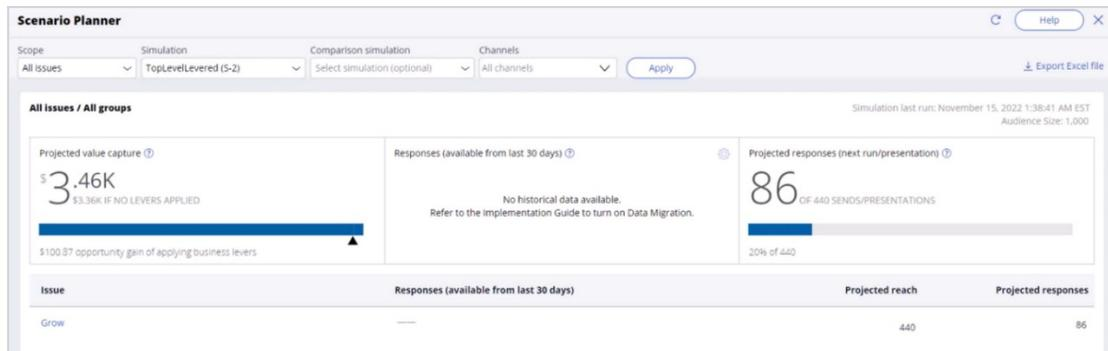 Scenario Planner
Help
Scope Simulation Comparison simulation Channels
All issues TopLevelLevered (S-2) Select simulation (optional) All channels Apply
Export Excel file
All issues / All groups
Simulation last run: November 15, 2022 1:38:41 AM EST
Audience Size: 1,000
Projected value capture ?
$3.46K
$3.36K IF NO LEVERS APPLIED
$100.87 opportunity gain of applying business levers
Responses (available from last 30 days) ?
No historical data available.
Refer to the Implementation Guide to turn on Data Migration.
Projected responses (next run/presentation) ?
86 OF 440 SENDS/PRESENTATIONS
20% of 440
Issue Responses (available from last 30 days) Projected reach Projected responses
Grow ---- 440 86